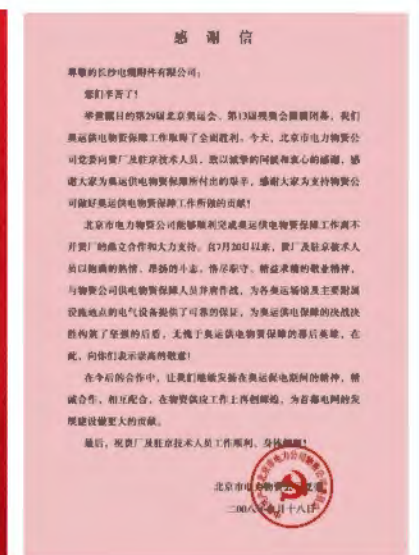 感 谢 信
尊敬的长沙电缆附件有限公司：
您们辛苦了！
举世瞩目的第29届北京奥运会、第13届残奥会圆满闭幕，我们
奥运供电物资保障工作取得了全面胜利。今天，北京市电力物资公
司党委向贵厂及驻京技术人员，致以诚挚的问候和衷心的感谢，感
谢大家为奥运供电物资保障所付出的艰辛，感谢大家为支持物资公
司做好奥运供电物资保障工作所做的贡献！
北京市电力物资公司能够顺利完成奥运供电物资保障工作离不
开贵厂的鼎立合作和大力支持。自7月20日以来，贵厂及驻京技术人
员以饱满的热情、昂扬的斗志、恪尽职守、精益求精的敬业精神，
与物资公司供电物资保障人员并肩作战，为各奥运场馆及主要附属
设施地点的电气设备提供了可靠的保证，为奥运供电保障的决战决
胜构筑了坚强的后盾，无愧于奥运供电物资保障的幕后英雄，在
此，向你们表示崇高的敬意！
在今后的合作中，让我们继续发扬在奥运保电期间的精神，精
诚合作、相互配合，在物资供应工作上再创辉煌，为首都电网的发
展建设做更大的贡献。
最后，祝贵厂及驻京技术人员工作顺利、身体健康！
北京市电力物资公司党委
二〇〇八年 月十八日